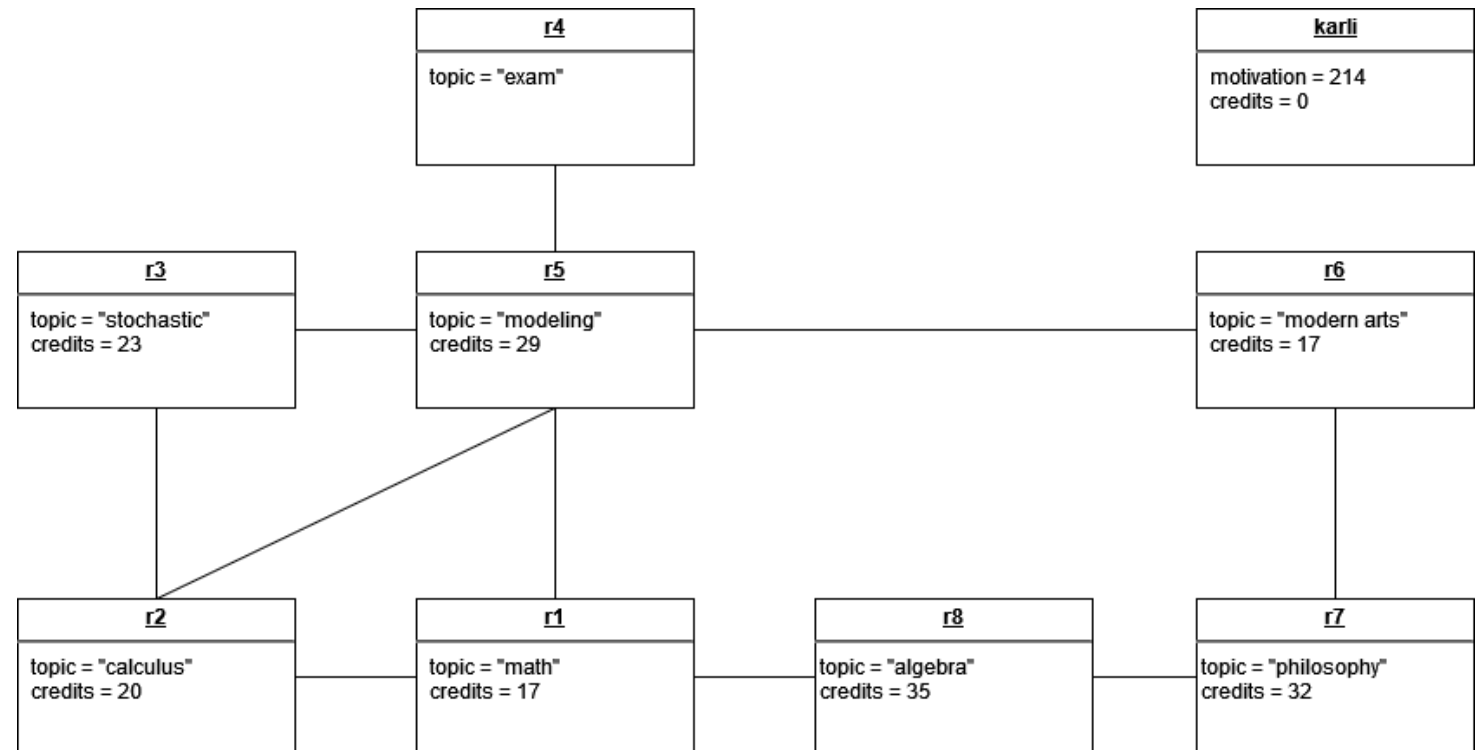 r4
topic = "exam"
karli
motivation = 214
credits = 0
r3
topic = "stochastic"
credits = 23
r5
topic = "modeling"
credits = 29
r6
topic = "modern arts"
credits = 17
r2
topic = "calculus"
credits = 20
r1
topic = "math"
credits = 17
r8
topic = "algebra"
credits = 35
r7
topic = "philosophy"
credits = 32